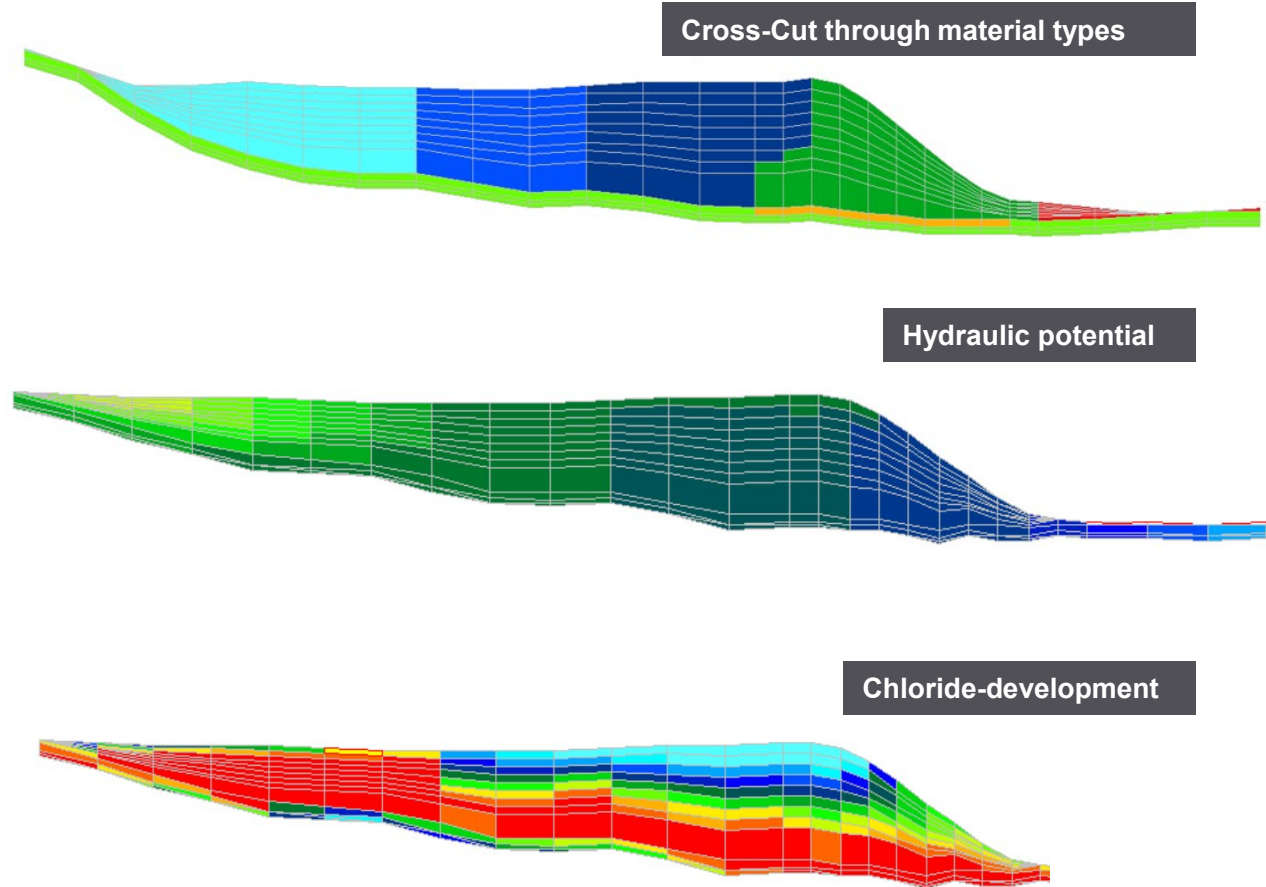 Cross-Cut through material types
Hydraulic potential
Chloride-development